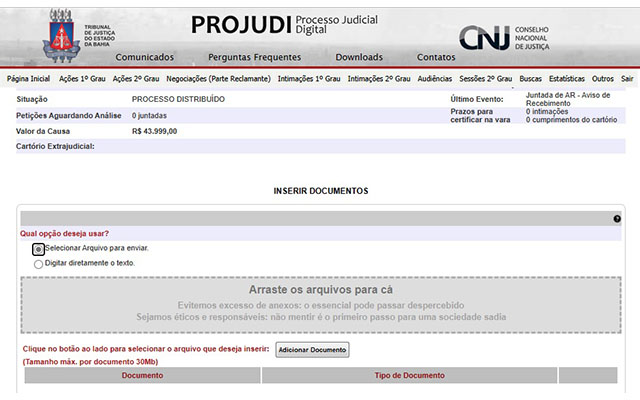 TRIBUNAL
DE JUSTIÇA
DO ESTADO
DA BAHIA
PROJUDI Processo Judicial
Digital
CNJ CONSELHO
NACIONAL
DE JUSTIÇA
Comunicados Perguntas Frequentes Downloads Contatos
Página Inicial Ações 1º Grau Ações 2º Grau Negociações (Parte Reclamante) Intimações 1º Grau Intimações 2º Grau Audiências Sessões 2º Grau Buscas Estatísticas Outros Sair
Situação PROCESSO DISTRIBUÍDO Último Evento: Juntada de AR - Aviso de
Recebimento
Petições Aguardando Análise 0 juntadas Prazos para
certificar na vara 0 intimações
0 cumprimentos do cartório
Valor da Causa R$ 43.999,00
Cartório Extrajudicial:
INSERIR DOCUMENTOS
?
Qual opção deseja usar?
Selecionar Arquivo para enviar.
Digitar diretamente o texto.
Arraste os arquivos para cá
Evitemos excesso de anexos: o essencial pode passar despercebido
Sejamos éticos e responsáveis: não mentir é o primeiro passo para uma sociedade sadia
Clique no botão ao lado para selecionar o arquivo que deseja inserir: Adicionar Documento
(Tamanho máx. por documento 30Mb)
Documento Tipo de Documento